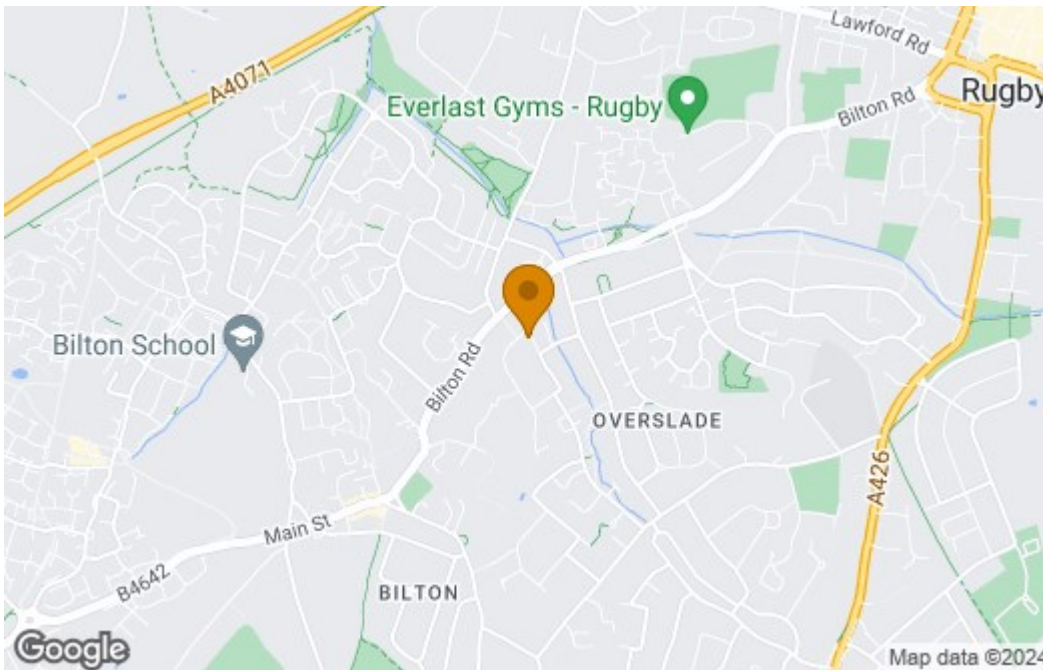 Lawford Rd
A4071
Rugby
Everlast Gyms - Rugby
Bilton Rd
Bilton School
Bilton Rd
OVERSLADE
A426
Main St
B4642
BILTON
Google
Map data ©2024